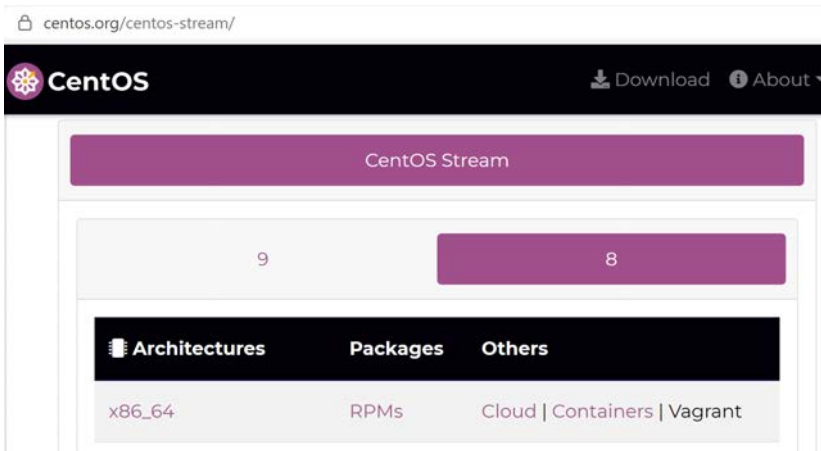 centos.org/centos-stream/
CentOS Download About
CentOS Stream
9 8
Architectures Packages Others
x86_64 RPMs Cloud | Containers | Vagrant